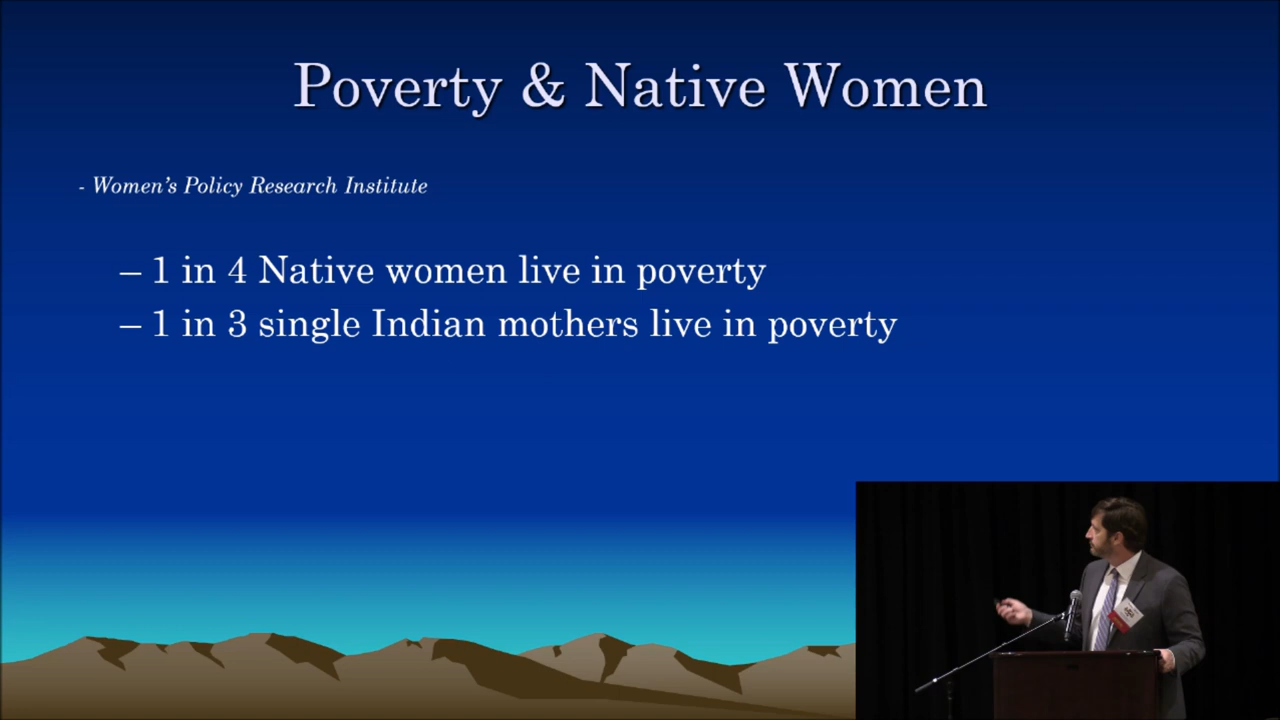 Poverty & Native Women
- Women's Policy Research Institute
– 1 in 4 Native women live in poverty
– 1 in 3 single Indian mothers live in poverty